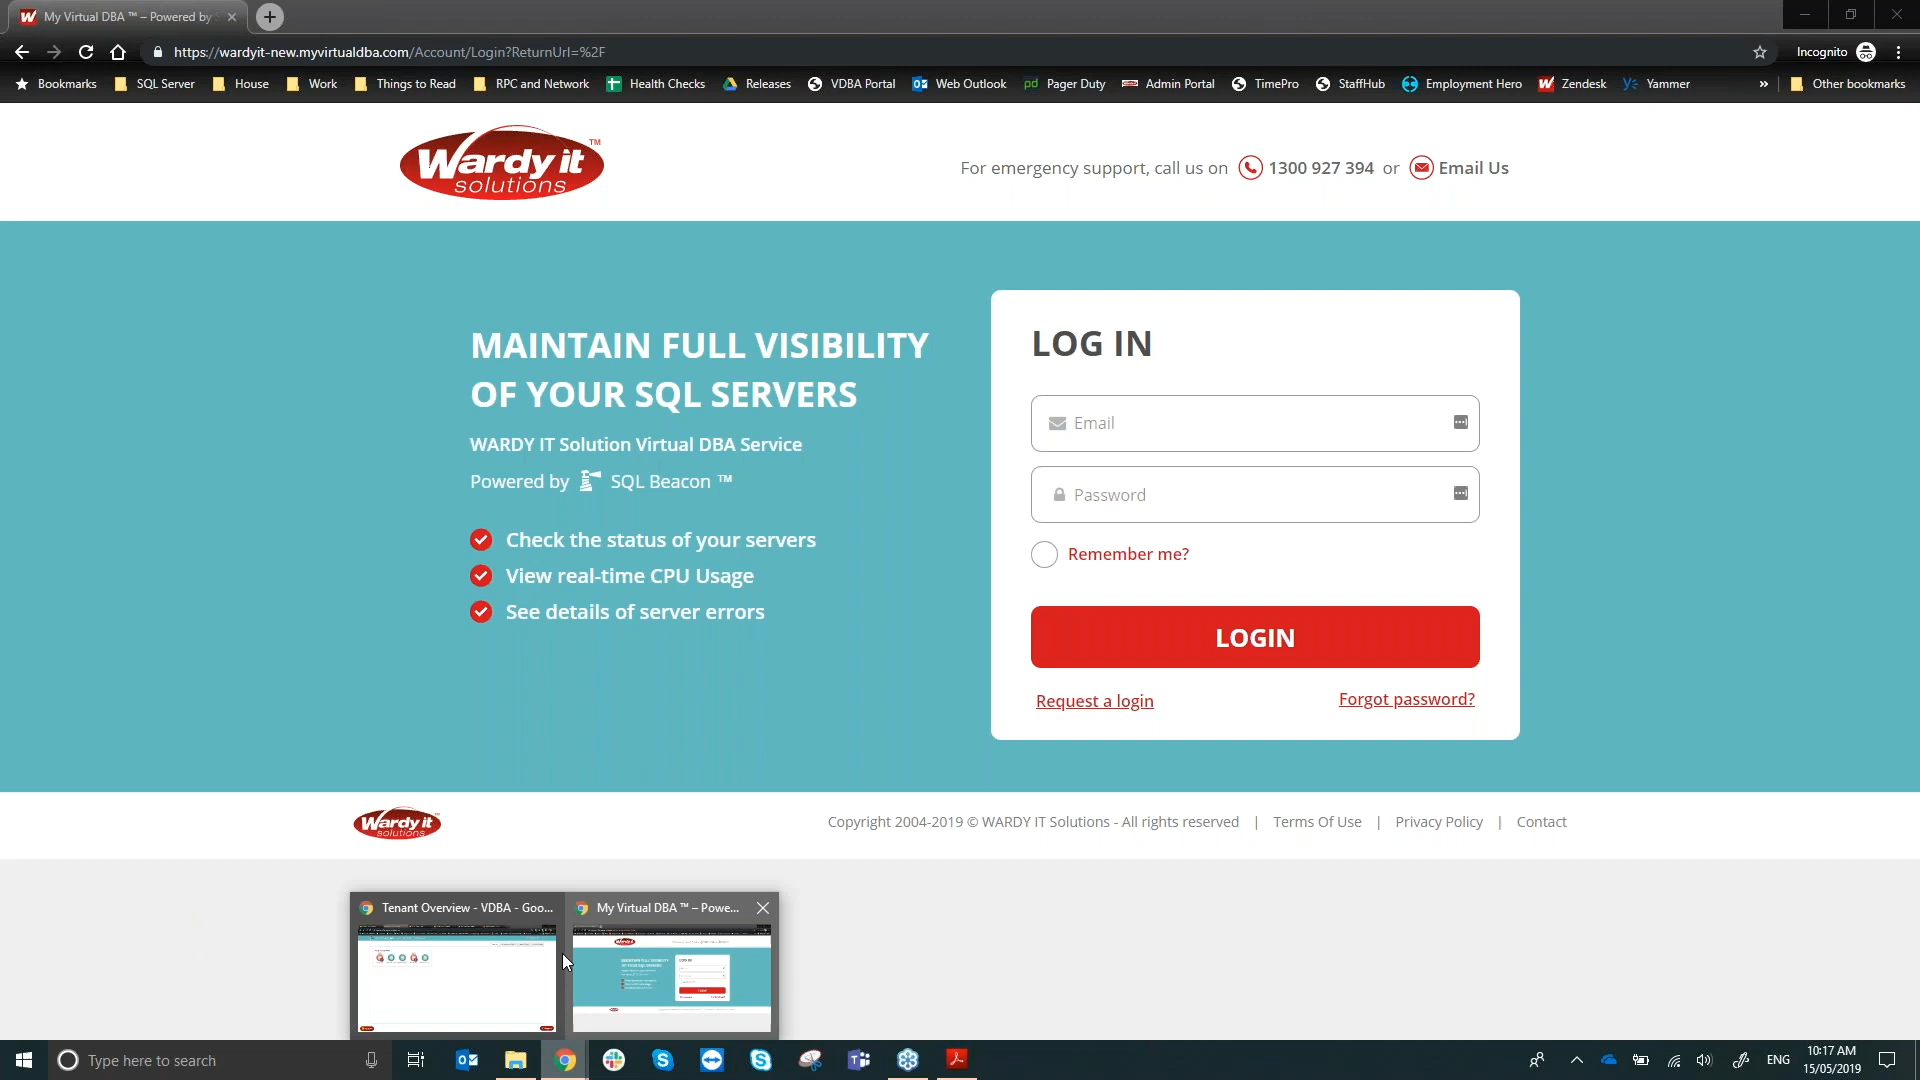 My Virtual DBA ™ – Powered by
https://wardyit-new.myvirtualdba.com/Account/Login?ReturnUrl=%2F
Incognito
Bookmarks
SQL Server
House
Work
Things to Read
RPC and Network
Health Checks
Releases
VDBA Portal
Web Outlook
pd
Pager Duty
Admin Portal
TimePro
StaffHub
Employment Hero
Zendesk
Yammer
»
Other bookmarks
Wardy it ™
solutions
For emergency support, call us on 1300 927 394 or Email Us
MAINTAIN FULL VISIBILITY
OF YOUR SQL SERVERS
WARDY IT Solution Virtual DBA Service
Powered by SQL Beacon ™
Check the status of your servers
View real-time CPU Usage
See details of server errors
LOG IN
Email
Password
Remember me?
LOGIN
Request a login
Forgot password?
Wardy it
solutions
Copyright 2004-2019 © WARDY IT Solutions - All rights reserved | Terms Of Use | Privacy Policy | Contact
Tenant Overview - VDBA - Goo...
My Virtual DBA ™ – Powe...
Type here to search
ENG
10:17 AM
15/05/2019